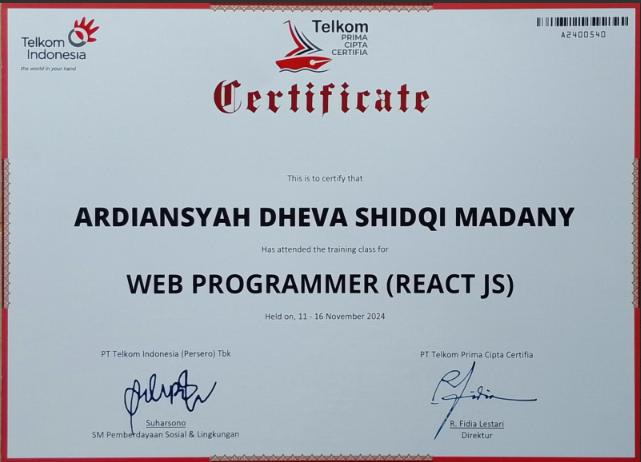 Telkom
Indonesia
the world in your hand
Telkom
PRIMA
CIPTA
CERTIFIA
A2400540
Certificate
This is to certify that
ARDIANSYAH DHEVA SHIDQI MADANY
Has attended the training class for
WEB PROGRAMMER (REACT JS)
Held on, 11 - 16 November 2024
PT Telkom Indonesia (Persero) Tbk
PT Telkom Prima Cipta Certifia
Suharsono
SM Pemberdayaan Sosial & Lingkungan
R. Fidia Lestari
Direktur